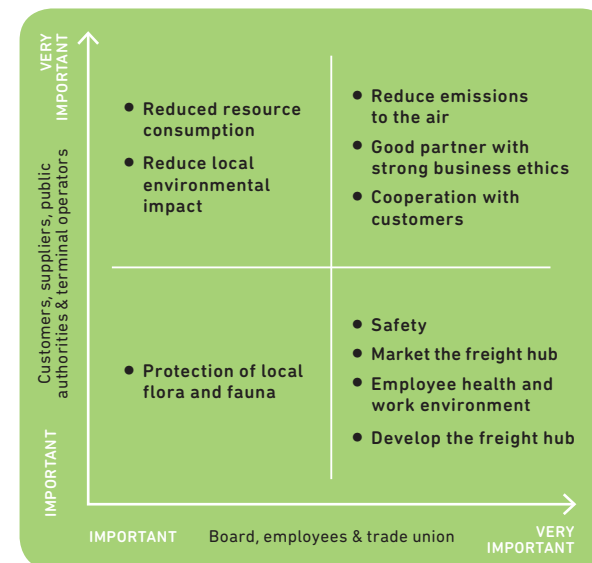 VERY
IMPORTANT
Customers, suppliers, public
authorities & terminal operators
IMPORTANT
● Reduced resource
consumption
● Reduce local
environmental
impact
● Reduce emissions
to the air
● Good partner with
strong business ethics
● Cooperation with
customers
● Protection of local
flora and fauna
● Safety
● Market the freight hub
● Employee health and
work environment
● Develop the freight hub
IMPORTANT
Board, employees & trade union
VERY
IMPORTANT